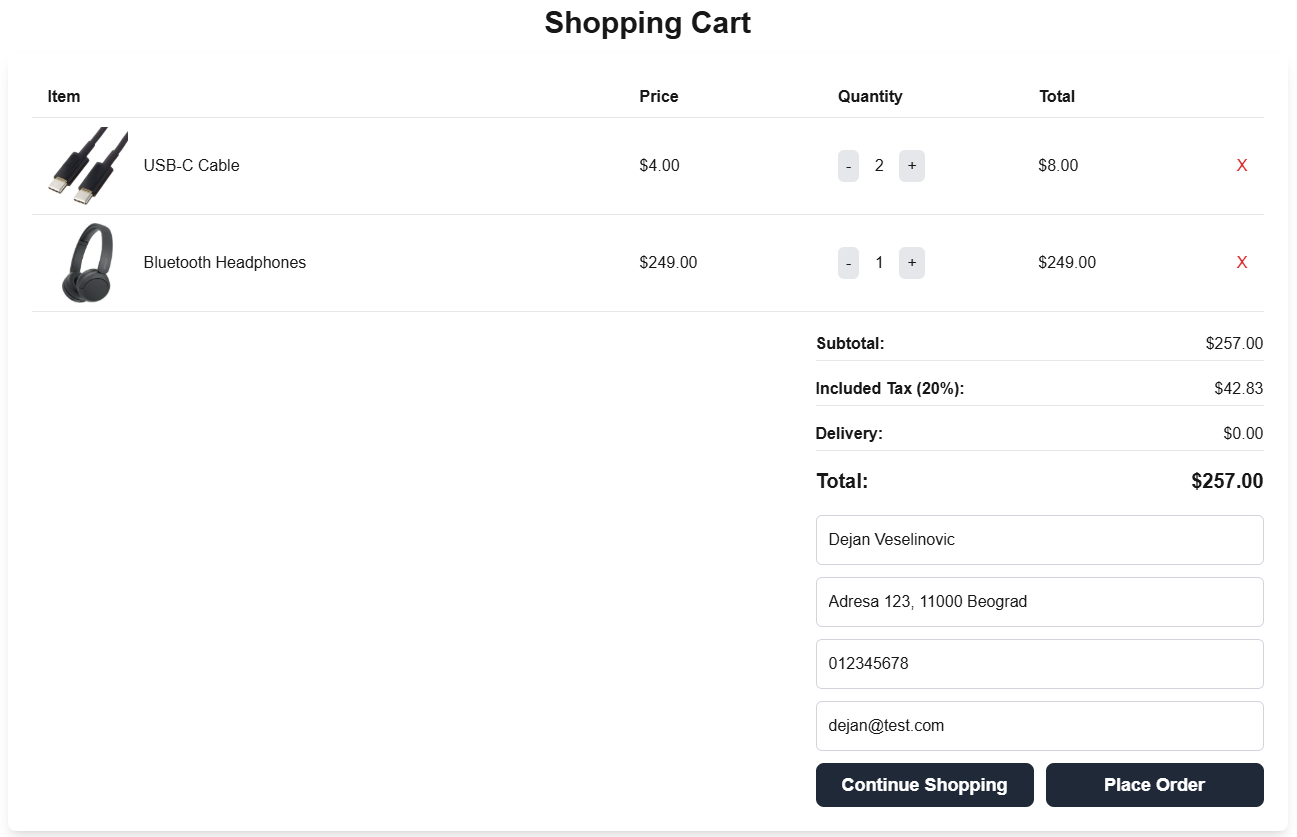 Shopping Cart
Item Price Quantity Total
USB-C Cable $4.00 - 2 + $8.00 X
Bluetooth Headphones $249.00 - 1 + $249.00 X
Subtotal: $257.00
Included Tax (20%): $42.83
Delivery: $0.00
Total: $257.00
Dejan Veselinovic
Adresa 123, 11000 Beograd
012345678
dejan@test.com
Continue Shopping Place Order